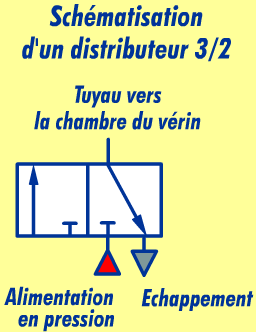 Schématisation
d'un distributeur 3/2
Tuyau vers
la chambre du vérin
Alimentation
en pression
Echappement